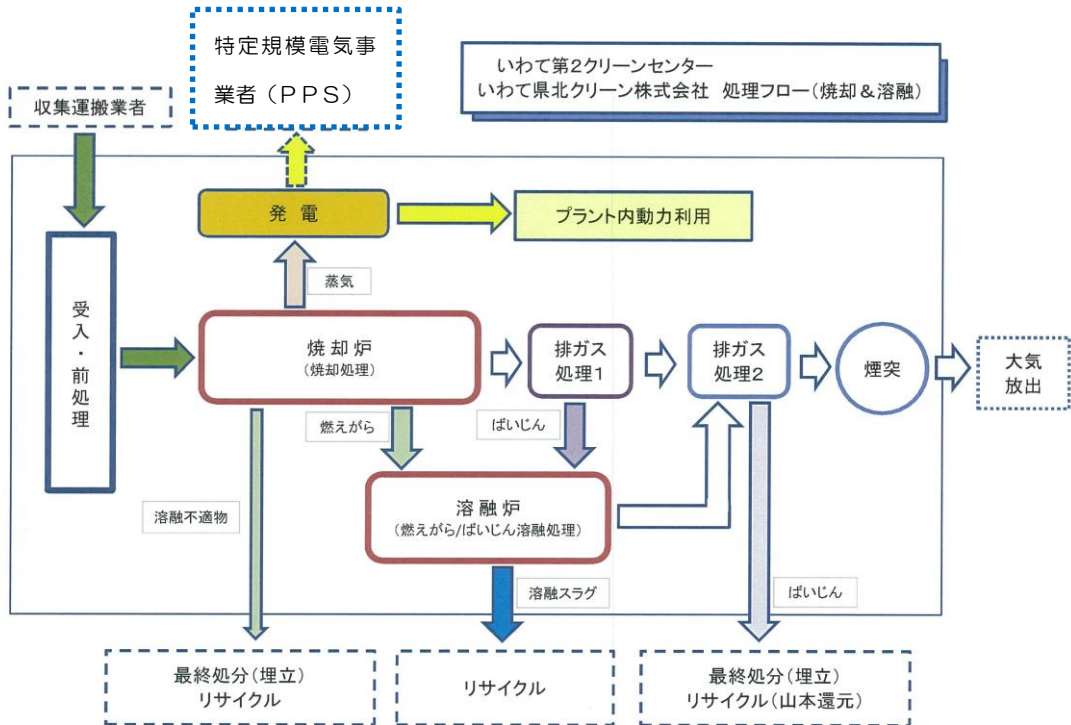 特定規模電気事
業者（ＰＰＳ）
いわて第2クリーンセンター
いわて県北クリーン株式会社　処理フロー(焼却＆溶融)
収集運搬業者
発 電
プラント内動力利用
蒸気
受入・前処理
焼 却 炉
(焼却処理)
排ガス
処理1
排ガス
処理2
煙突
大気
放出
燃えがら
ばいじん
溶融不適物
溶 融 炉
(燃えがら/ばいじん溶融処理)
溶融スラグ
ばいじん
最終処分(埋立)
リサイクル
リサイクル
最終処分(埋立)
リサイクル(山本還元)